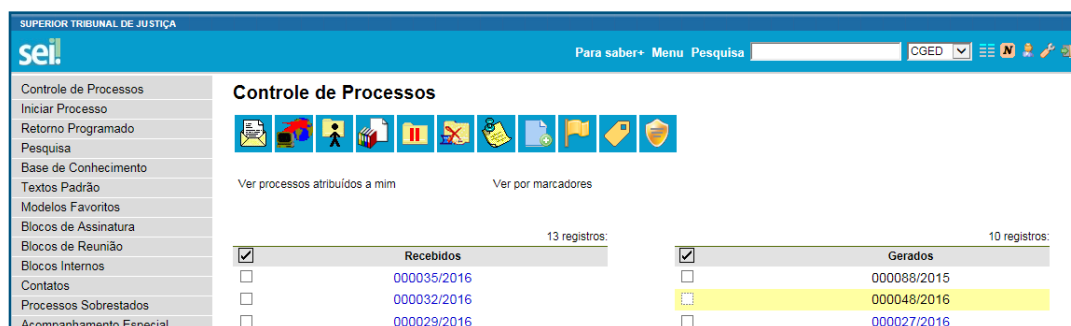 SUPERIOR TRIBUNAL DE JUSTIÇA
sei!
Para saber+ Menu Pesquisa
CGED
N
Controle de Processos
Iniciar Processo
Retorno Programado
Pesquisa
Base de Conhecimento
Textos Padrão
Modelos Favoritos
Blocos de Assinatura
Blocos de Reunião
Blocos Internos
Contatos
Processos Sobrestados
Acompanhamento Especial
Controle de Processos
Ver processos atribuídos a mim Ver por marcadores
13 registros:
Recebidos
000035/2016
000032/2016
000029/2016
10 registros:
Gerados
000088/2015
000048/2016
000027/2016